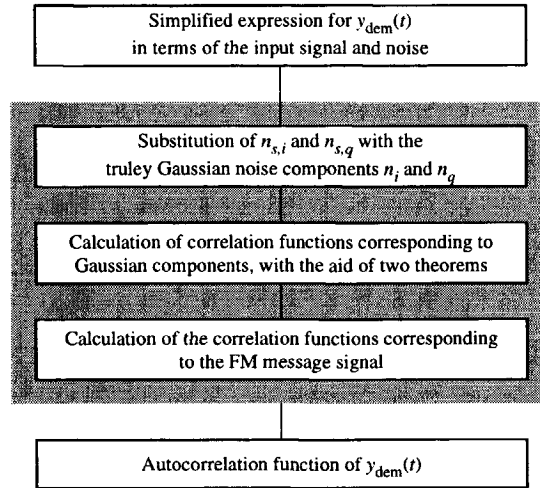 Simplified expression for y_dem(t)
in terms of the input signal and noise
Substitution of n_s,i and n_s,q with the
truley Gaussian noise components n_i and n_q
Calculation of correlation functions corresponding to
Gaussian components, with the aid of two theorems
Calculation of the correlation functions corresponding
to the FM message signal
Autocorrelation function of y_dem(t)